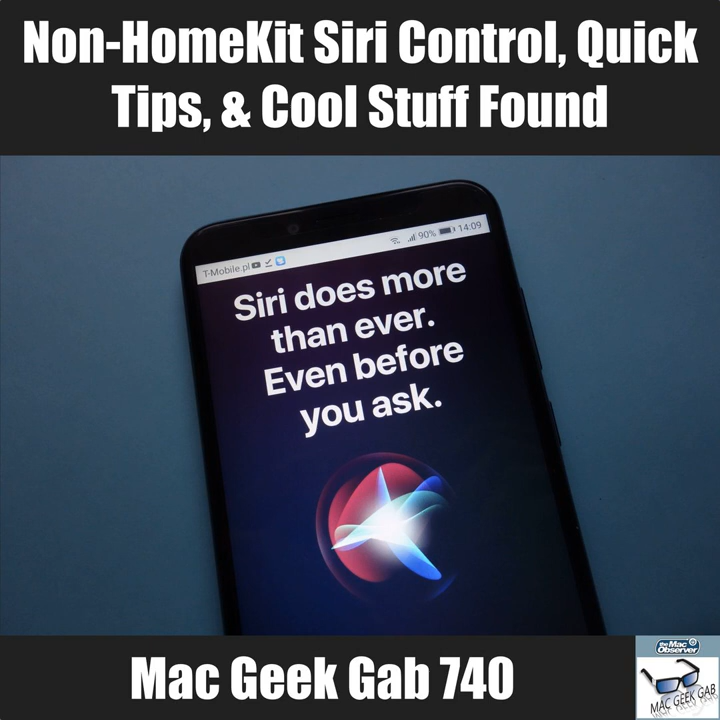 Non-HomeKit Siri Control, Quick
Tips, & Cool Stuff Found
T-Mobile.pl 90% 14:09
Siri does more
than ever.
Even before
you ask.
Mac Geek Gab 740
the Mac
Observer
MAC GEEK GAB